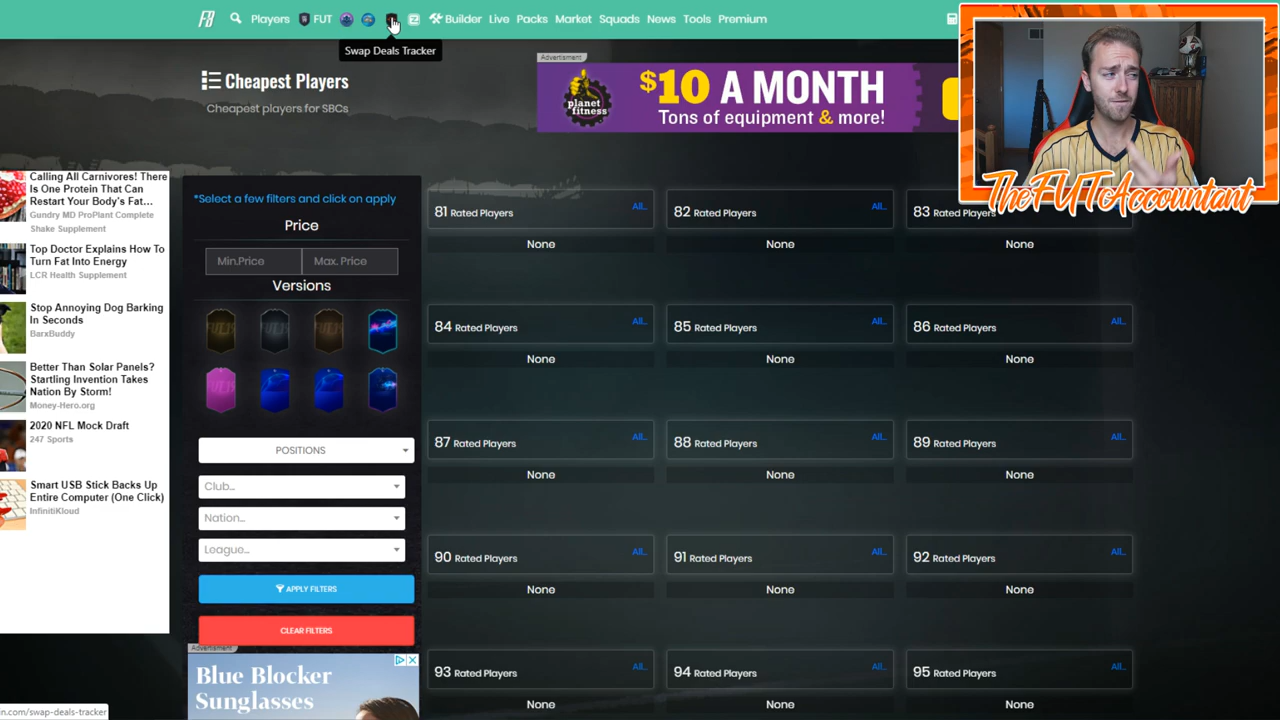 FB Players FUT Builder Live Packs Market Squads News Tools Premium
Swap Deals Tracker
Cheapest Players
Cheapest players for SBCs
Advertisment
planet fitness
$10 A MONTH
Tons of equipment & more!
TheFUTAccountant
Calling All Carnivores! There
Is One Protein That Can
Restart Your Body's Fat...
Gundry MD ProPlant Complete
Shake Supplement
Top Doctor Explains How To
Turn Fat Into Energy
LCR Health Supplement
Stop Annoying Dog Barking
In Seconds
BarxBuddy
Better Than Solar Panels?
Startling Invention Takes
Nation By Storm!
Money-Hero.org
2020 NFL Mock Draft
247 Sports
Smart USB Stick Backs Up
Entire Computer (One Click)
InfinitiKloud
*Select a few filters and click on apply
Price
Min.Price Max. Price
Versions
POSITIONS
Club...
Nation...
League...
APPLY FILTERS
CLEAR FILTERS
Advertisment
Blue Blocker
Sunglasses
81 Rated Players All.. 82 Rated Players All.. 83 Rated Players
None None None
84 Rated Players All.. 85 Rated Players All.. 86 Rated Players All..
None None None
87 Rated Players All.. 88 Rated Players All.. 89 Rated Players All..
None None None
90 Rated Players All.. 91 Rated Players All.. 92 Rated Players All..
None None None
93 Rated Players All.. 94 Rated Players All.. 95 Rated Players All..
None None None
in.com/swap-deals-tracker